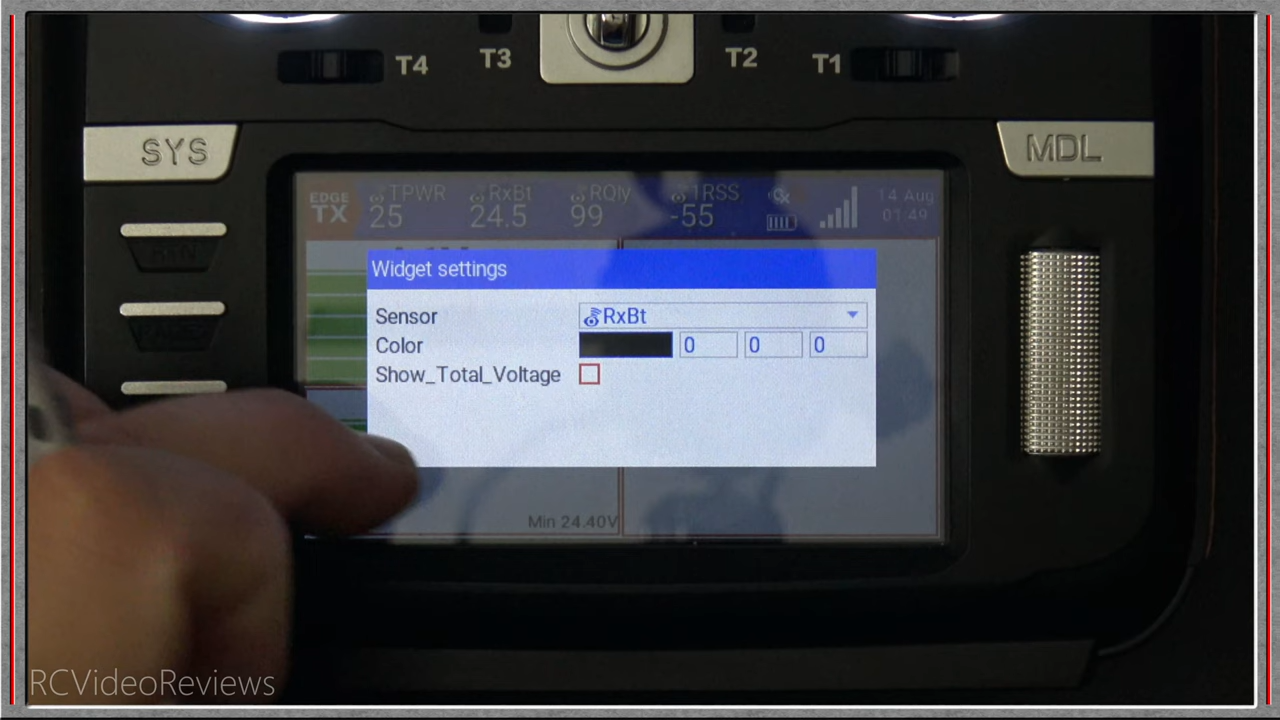 T4
T3
T2
T1
SYS
MDL
EDGE
TX
TPWR
25
RxBt
24.5
RQly
99
1RSS
-55
14 Aug
01:49
Widget settings
Sensor
RxBt
Color
0
0
0
Show_Total_Voltage
Min 24.40V
RCVideoReviews